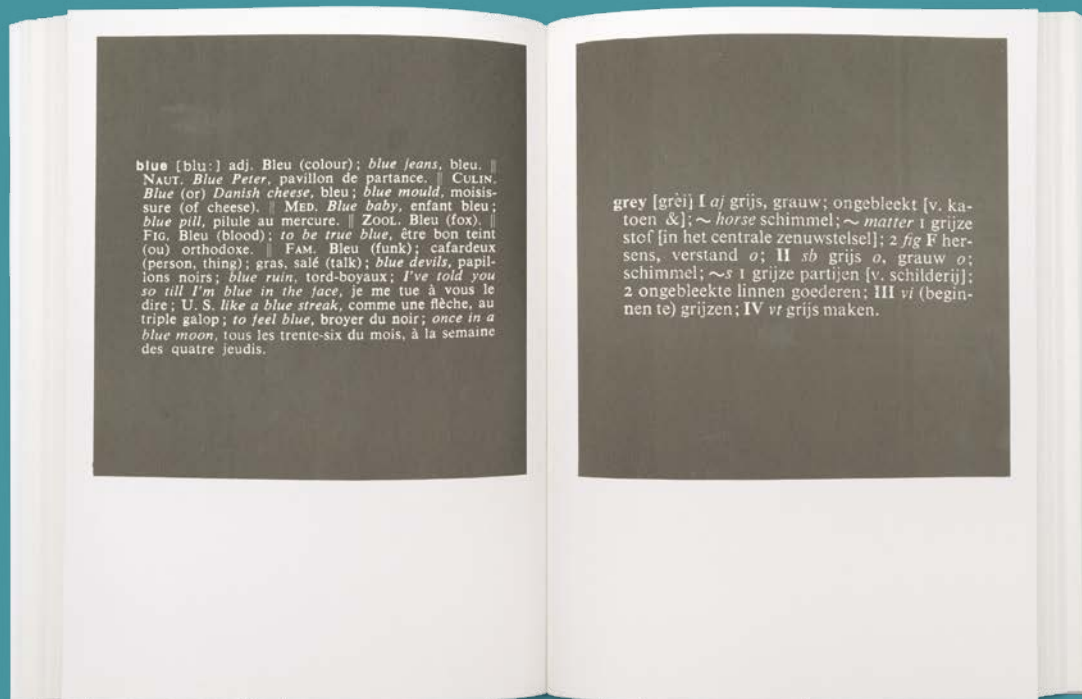 blue [blu:] adj. Bleu (colour); blue jeans, bleu. ‖
NAUT. Blue Peter, pavillon de partance. ‖ CULIN.
Blue (or) Danish cheese, bleu; blue mould, moisis-
sure (of cheese). ‖ MED. Blue baby, enfant bleu;
blue pill, pilule au mercure. ‖ ZOOL. Bleu (fox). ‖
FIG. Bleu (blood); to be true blue, être bon teint
(ou) orthodoxe. ‖ FAM. Bleu (funk); cafardeux
(person, thing); gras, salé (talk); blue devils, papil-
lons noirs; blue ruin, tord-boyaux; I've told you
so till I'm blue in the face, je me tue à vous le
dire; U. S. like a blue streak, comme une flèche, au
triple galop; to feel blue, broyer du noir; once in a
blue moon, tous les trente-six du mois, à la semaine
des quatre jeudis.
grey [grèi] I aj grijs, grauw; ongebleekt [v. ka-
toen &]; ~ horse schimmel; ~ matter 1 grijze
stof [in het centrale zenuwstelsel]; 2 fig F her-
sens, verstand o; II sb grijs o, grauw o;
schimmel; ~s 1 grijze partijen [v. schilderij];
2 ongebleekte linnen goederen; III vi (begin-
nen te) grijzen; IV vt grijs maken.